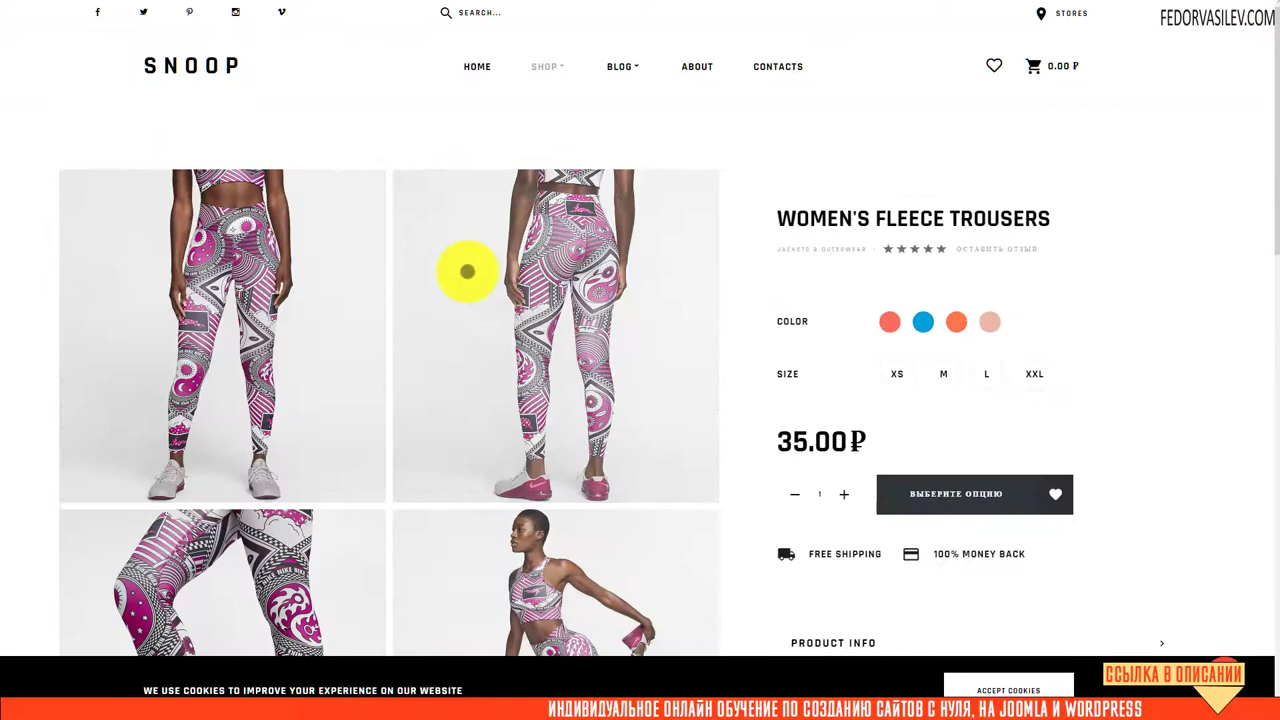 SEARCH...
STORES
FEDORVASILEV.COM
SNOOP
HOME
SHOP
BLOG
ABOUT
CONTACTS
0.00 ₽
WOMEN'S FLEECE TROUSERS
JACKETS & OUTERWEAR
ОСТАВИТЬ ОТЗЫВ
COLOR
SIZE
XS
M
L
XXL
35.00₽
1
ВЫБЕРИТЕ ОПЦИЮ
FREE SHIPPING
100% MONEY BACK
PRODUCT INFO
WE USE COOKIES TO IMPROVE YOUR EXPERIENCE ON OUR WEBSITE
ACCEPT COOKIES
ССЫЛКА В ОПИСАНИИ
ИНДИВИДУАЛЬНОЕ ОНЛАЙН ОБУЧЕНИЕ ПО СОЗДАНИЮ САЙТОВ С НУЛЯ, НА JOOMLA И WORDPRESS